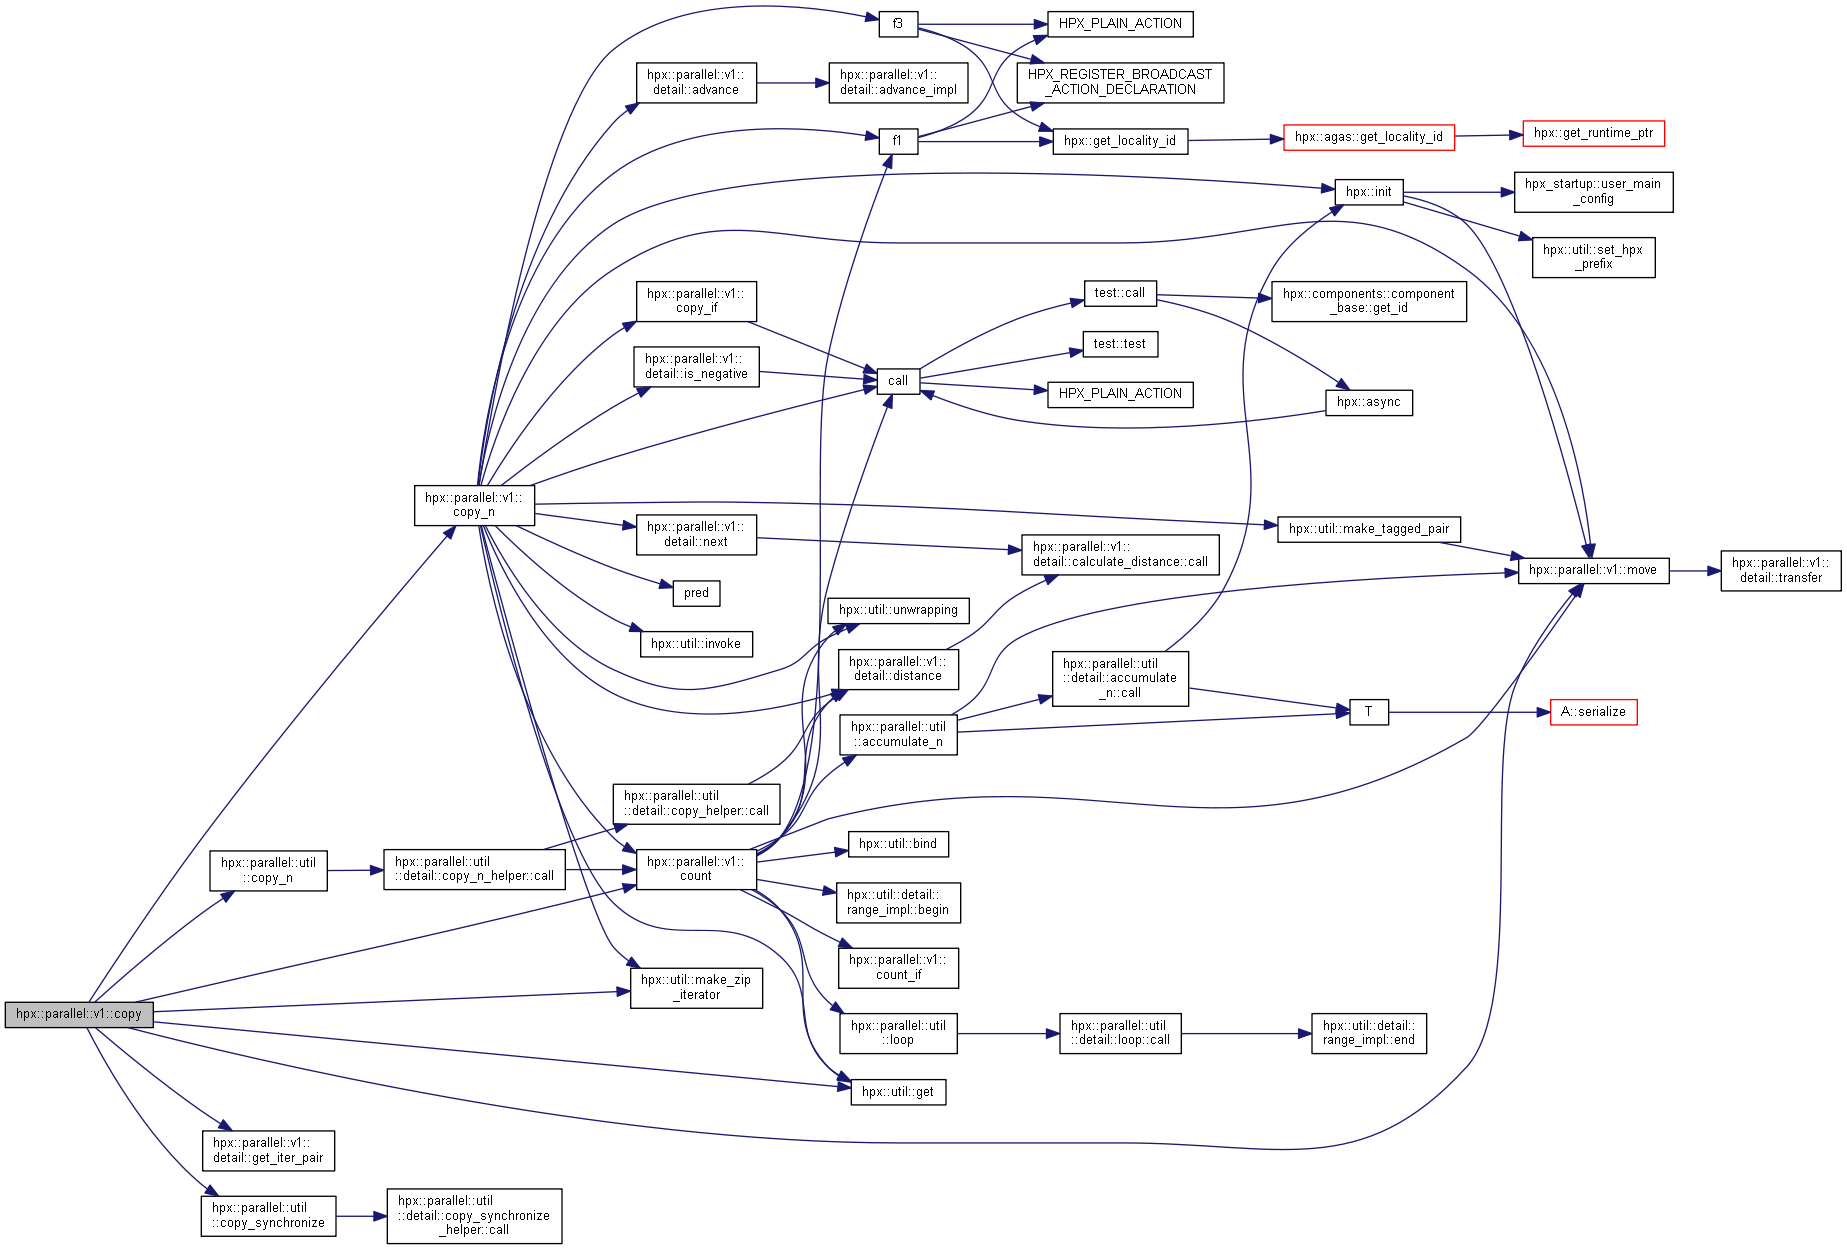 f3
HPX_PLAIN_ACTION
hpx::parallel::v1::
detail::advance
hpx::parallel::v1::
detail::advance_impl
HPX_REGISTER_BROADCAST
_ACTION_DECLARATION
f1
hpx::get_locality_id
hpx::agas::get_locality_id
hpx::get_runtime_ptr
hpx::init
hpx_startup::user_main
_config
hpx::util::set_hpx
_prefix
hpx::parallel::v1::
copy_if
test::call
hpx::components::component
_base::get_id
hpx::parallel::v1::
detail::is_negative
test::test
call
HPX_PLAIN_ACTION
hpx::async
hpx::parallel::v1::
copy_n
hpx::parallel::v1::
detail::next
hpx::util::make_tagged_pair
hpx::parallel::v1::
detail::calculate_distance::call
hpx::parallel::v1::move
hpx::parallel::v1::
detail::transfer
pred
hpx::util::unwrapping
hpx::util::invoke
hpx::parallel::v1::
detail::distance
hpx::parallel::util
::detail::accumulate
_n::call
hpx::parallel::util
::accumulate_n
T
A::serialize
hpx::parallel::util
::detail::copy_helper::call
hpx::util::bind
hpx::parallel::util
::copy_n
hpx::parallel::util
::detail::copy_n_helper::call
hpx::parallel::v1::
count
hpx::util::detail::
range_impl::begin
hpx::parallel::v1::
count_if
hpx::util::make_zip
_iterator
hpx::parallel::v1::copy
hpx::parallel::util
::loop
hpx::parallel::util
::detail::loop::call
hpx::util::detail::
range_impl::end
hpx::util::get
hpx::parallel::v1::
detail::get_iter_pair
hpx::parallel::util
::copy_synchronize
hpx::parallel::util
::detail::copy_synchronize
_helper::call